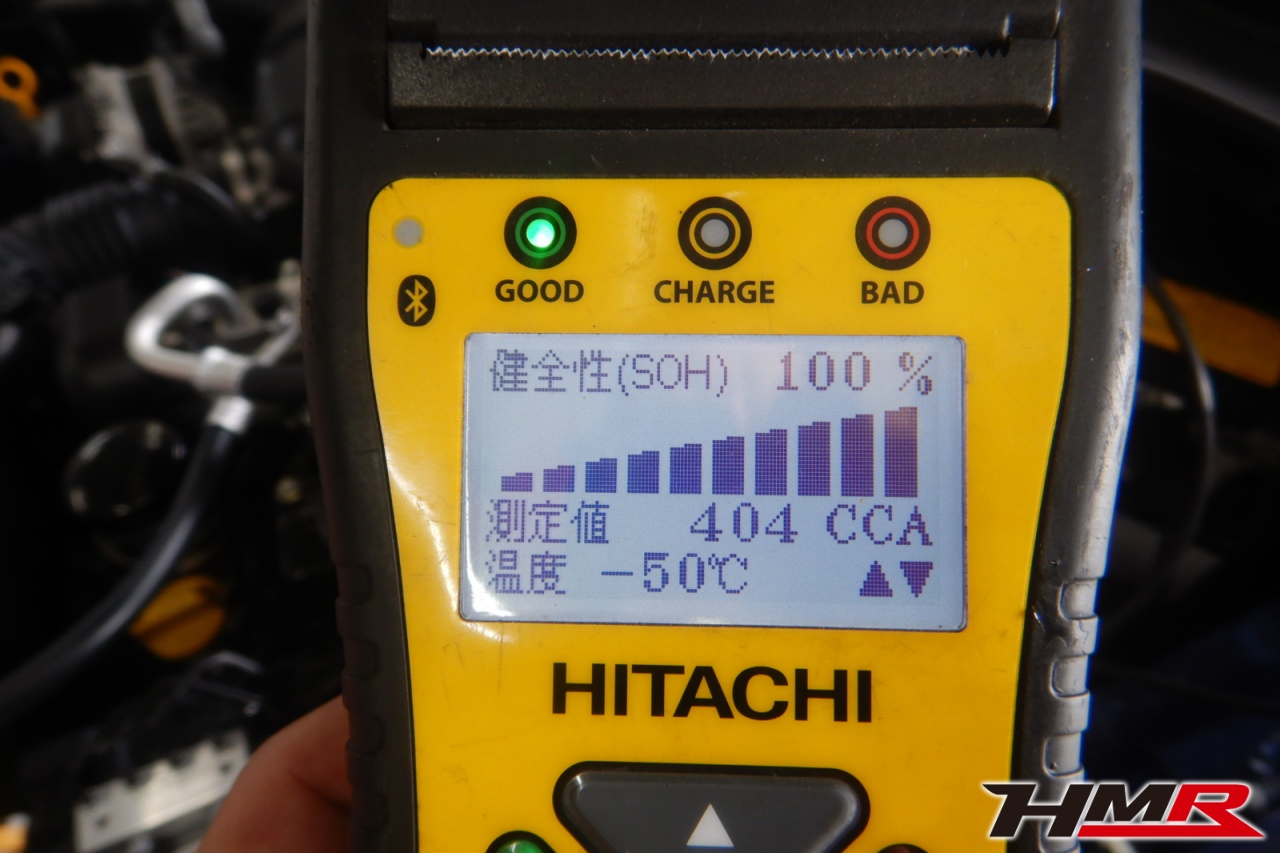 GOOD CHARGE BAD
健全性(SOH) 100 %
測定値 404 CCA
温度 -50℃ ▲▼
HITACHI
HMR